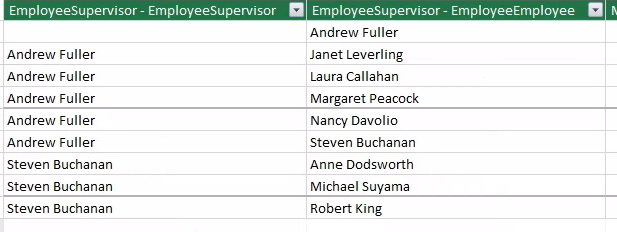 EmployeeSupervisor - EmployeeSupervisor EmployeeSupervisor - EmployeeEmployee
Andrew Fuller
Andrew Fuller Janet Leverling
Andrew Fuller Laura Callahan
Andrew Fuller Margaret Peacock
Andrew Fuller Nancy Davolio
Andrew Fuller Steven Buchanan
Steven Buchanan Anne Dodsworth
Steven Buchanan Michael Suyama
Steven Buchanan Robert King